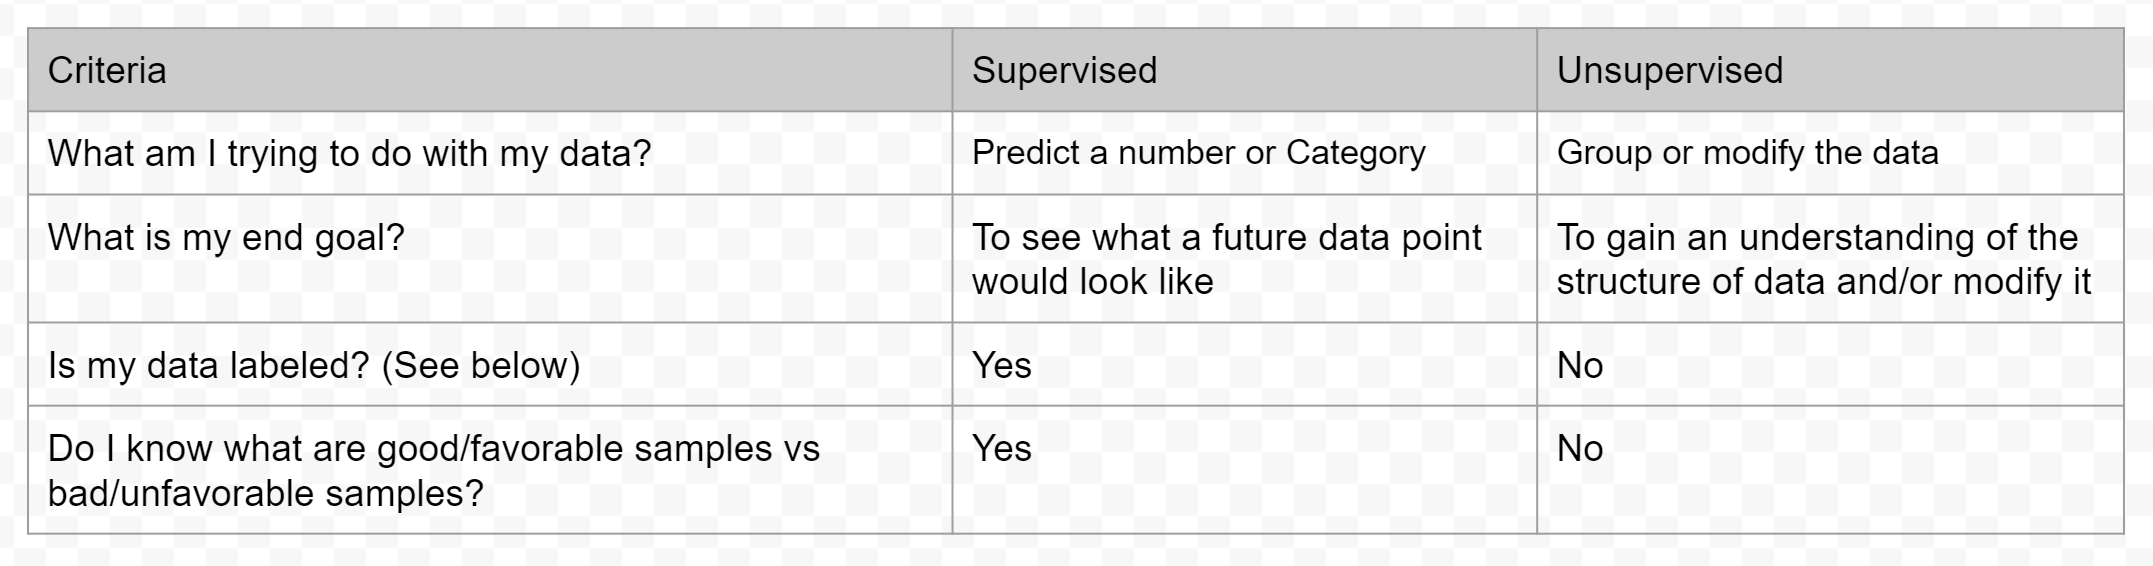 Criteria
Supervised
Unsupervised
What am I trying to do with my data?
Predict a number or Category
Group or modify the data
What is my end goal?
To see what a future data point
would look like
To gain an understanding of the
structure of data and/or modify it
Is my data labeled? (See below)
Yes
No
Do I know what are good/favorable samples vs
bad/unfavorable samples?
Yes
No